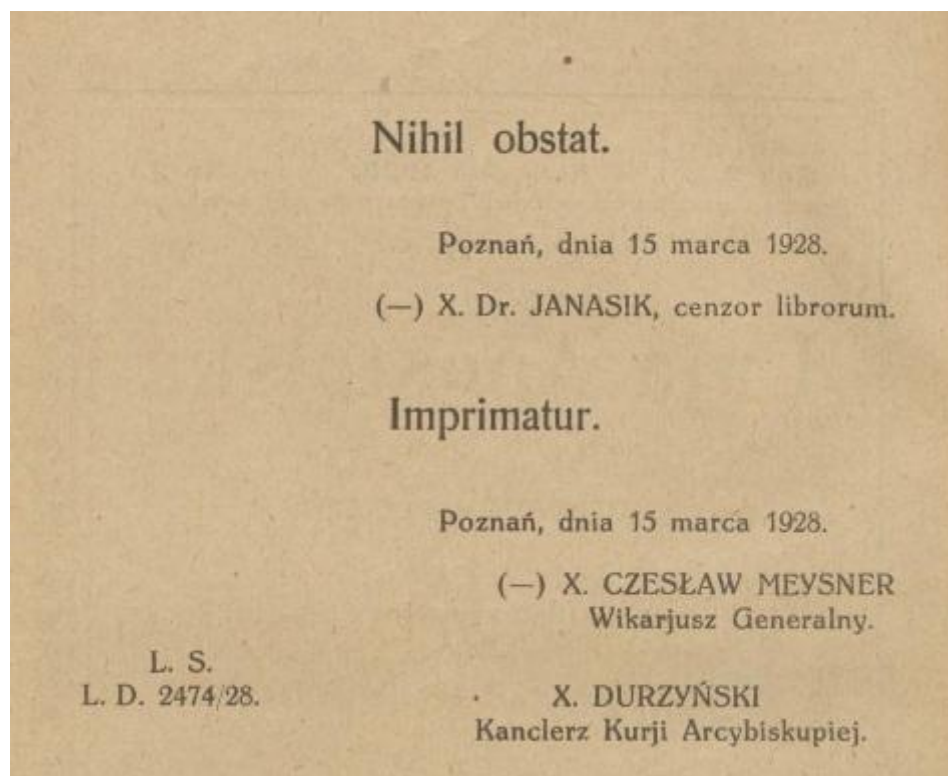 Nihil obstat.
Poznań, dnia 15 marca 1928.
(—) X. Dr. JANASIK, cenzor librorum.
Imprimatur.
Poznań, dnia 15 marca 1928.
(—) X. CZESŁAW MEYSNER
Wikarjusz Generalny.
L. S.
L. D. 2474/28.
X. DURZYŃSKI
Kanclerz Kurji Arcybiskupiej.